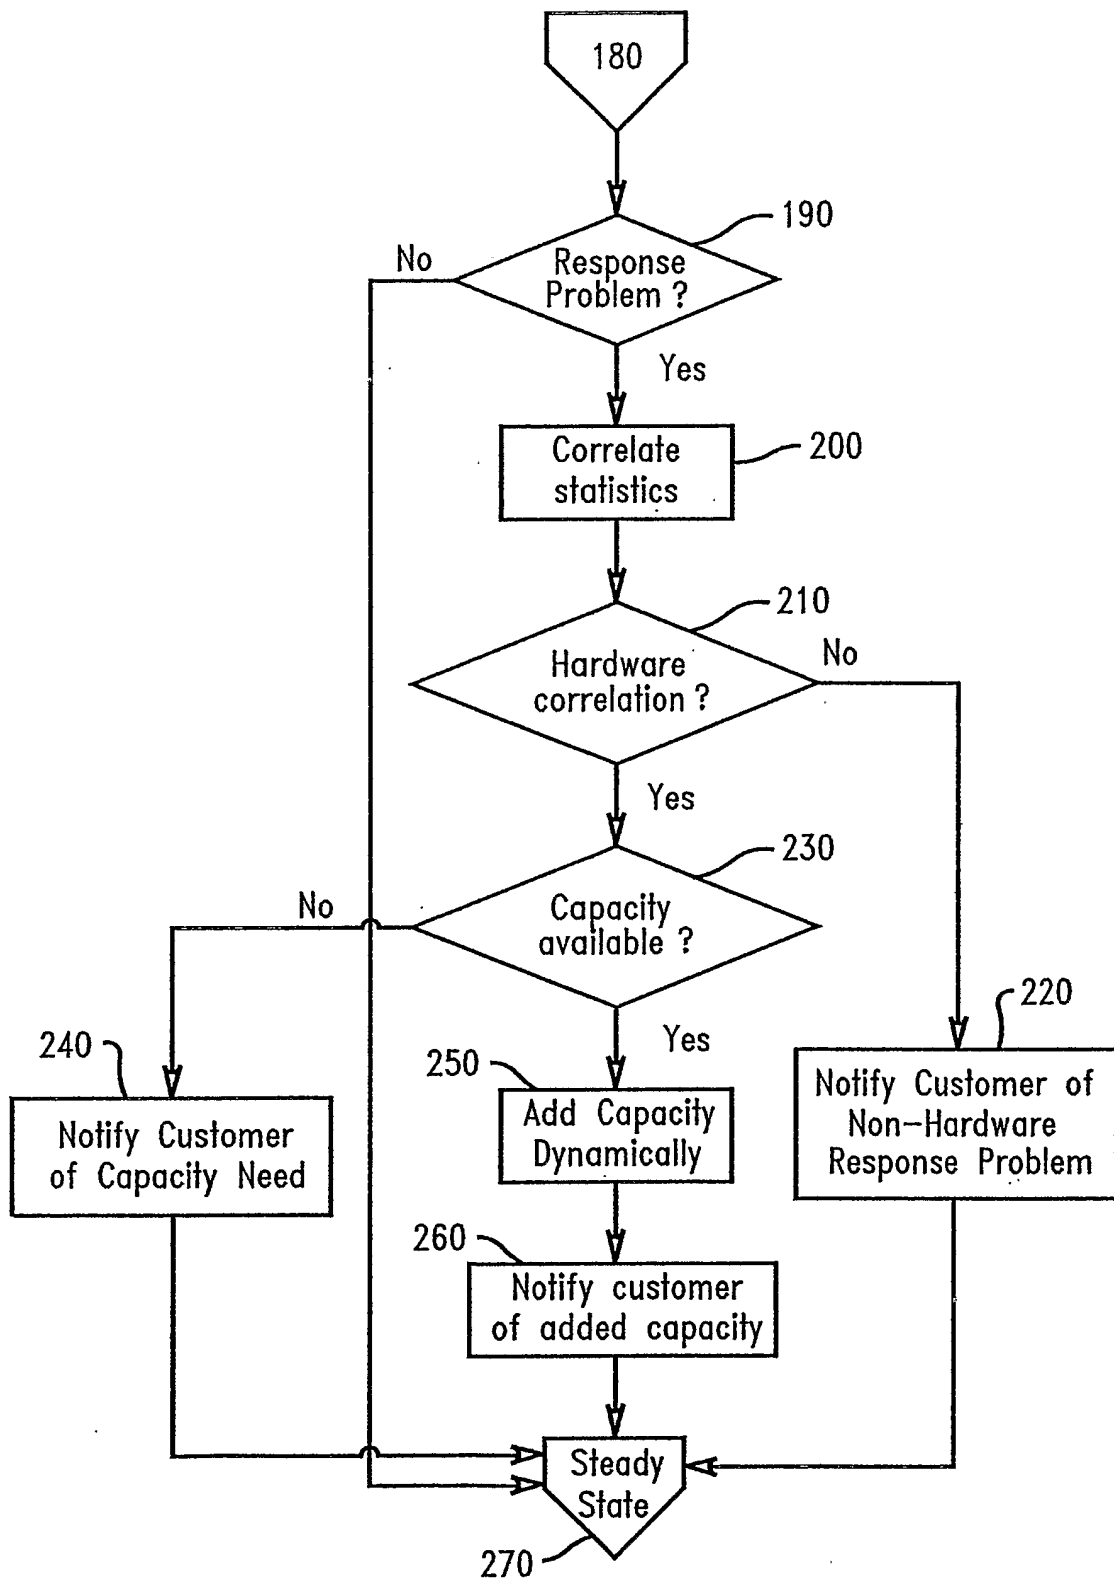 180
190
No
Response
Problem ?
Yes
Correlate
statistics
200
210
Hardware
correlation ?
No
Yes
230
No
Capacity
available ?
220
240
Yes
250
Notify Customer of
Non-Hardware
Response Problem
Add Capacity
Dynamically
Notify Customer
of Capacity Need
260
Notify customer
of added capacity
Steady
State
270